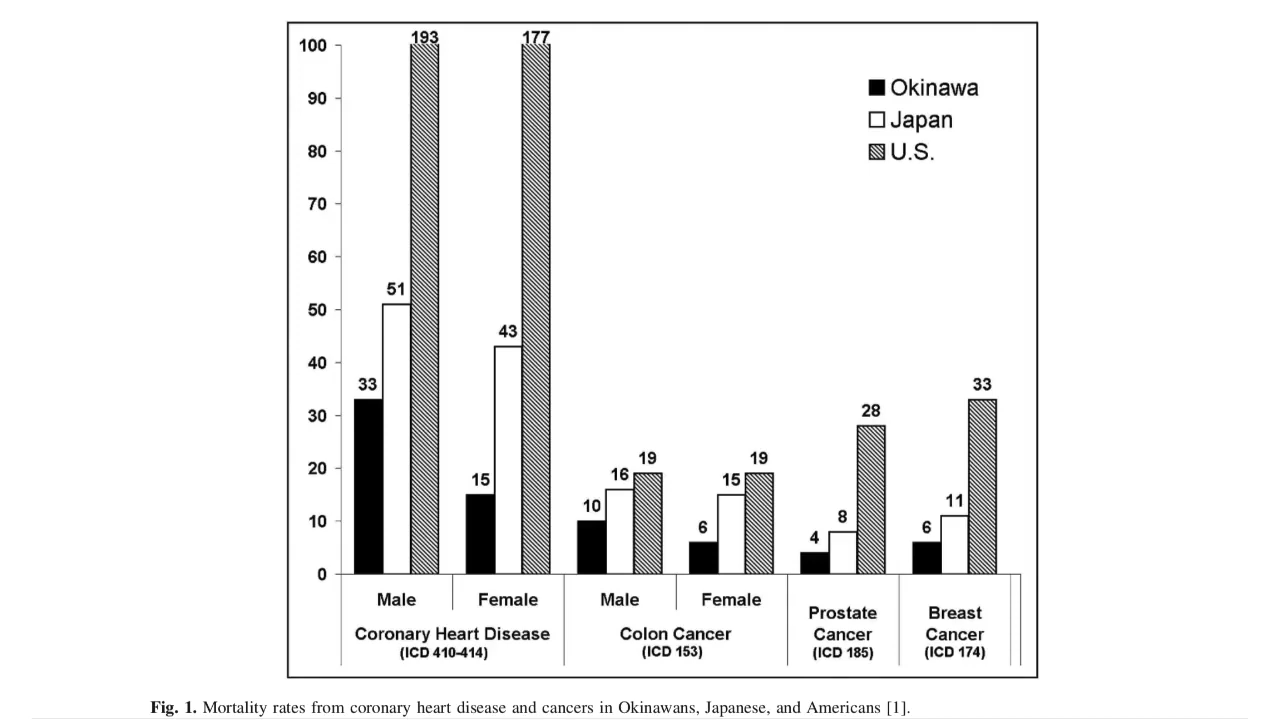 193
177
100
90
80
70
60
50
40
30
20
10
0
Okinawa
Japan
U.S.
33
51
15
43
10
16
19
6
15
19
4
8
28
6
11
33
Male
Female
Male
Female
Coronary Heart Disease
(ICD 410-414)
Colon Cancer
(ICD 153)
Prostate
Cancer
(ICD 185)
Breast
Cancer
(ICD 174)
Fig. 1. Mortality rates from coronary heart disease and cancers in Okinawans, Japanese, and Americans [1].